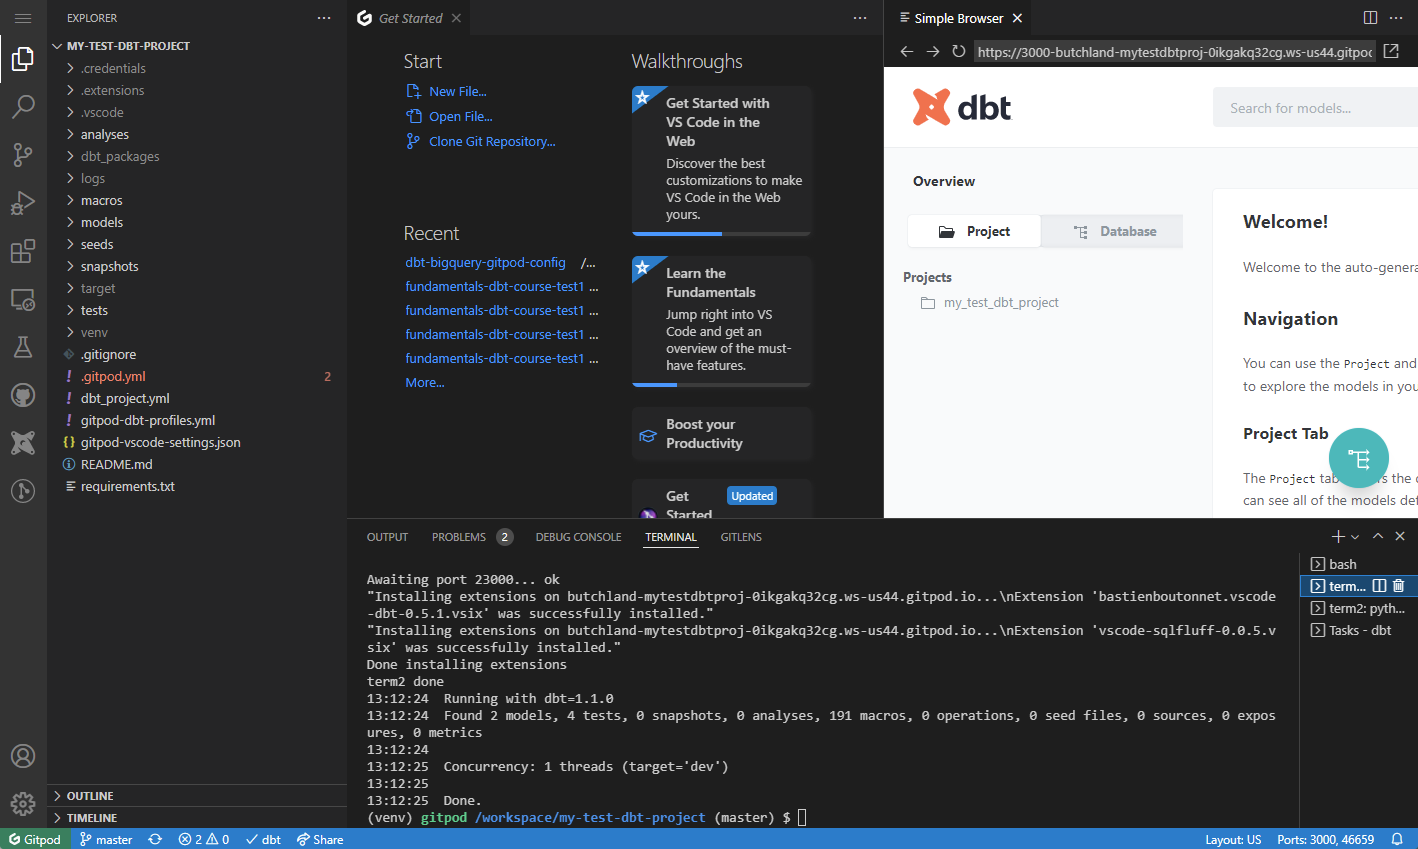 EXPLORER
MY-TEST-DBT-PROJECT
.credentials
.extensions
.vscode
analyses
dbt_packages
logs
macros
models
seeds
snapshots
target
tests
venv
.gitignore
.gitpod.yml 2
dbt_project.yml
gitpod-dbt-profiles.yml
gitpod-vscode-settings.json
README.md
requirements.txt
OUTLINE
TIMELINE
Get Started
Start
New File...
Open File...
Clone Git Repository...
Recent
dbt-bigquery-gitpod-config /...
fundamentals-dbt-course-test1 ...
fundamentals-dbt-course-test1 ...
fundamentals-dbt-course-test1 ...
fundamentals-dbt-course-test1 ...
More...
Walkthroughs
Get Started with
VS Code in the
Web
Discover the best
customizations to make
VS Code in the Web
yours.
Learn the
Fundamentals
Jump right into VS
Code and get an
overview of the must-
have features.
Boost your
Productivity
Get Updated
Started
Simple Browser
https://3000-butchland-mytestdbtproj-0ikgakq32cg.ws-us44.gitpoc
dbt
Search for models...
Overview
Project Database
Projects
my_test_dbt_project
Welcome!
Welcome to the auto-genera
Navigation
You can use the Project and
to explore the models in you
Project Tab
The Project tab
can see all of the models def
OUTPUT PROBLEMS 2 DEBUG CONSOLE TERMINAL GITLENS
Awaiting port 23000... ok
"Installing extensions on butchland-mytestdbtproj-0ikgakq32cg.ws-us44.gitpod.io...\nExtension 'bastienboutonnet.vscode
-dbt-0.5.1.vsix' was successfully installed."
"Installing extensions on butchland-mytestdbtproj-0ikgakq32cg.ws-us44.gitpod.io...\nExtension 'vscode-sqlfluff-0.0.5.v
six' was successfully installed."
Done installing extensions
term2 done
13:12:24 Running with dbt=1.1.0
13:12:24 Found 2 models, 4 tests, 0 snapshots, 0 analyses, 191 macros, 0 operations, 0 seed files, 0 sources, 0 expos
ures, 0 metrics
13:12:24
13:12:25 Concurrency: 1 threads (target='dev')
13:12:25
13:12:25 Done.
(venv) gitpod /workspace/my-test-dbt-project (master) $
bash
term...
term2: pyth...
Tasks - dbt
Gitpod master 2 0 dbt Share
Layout: US Ports: 3000, 46659